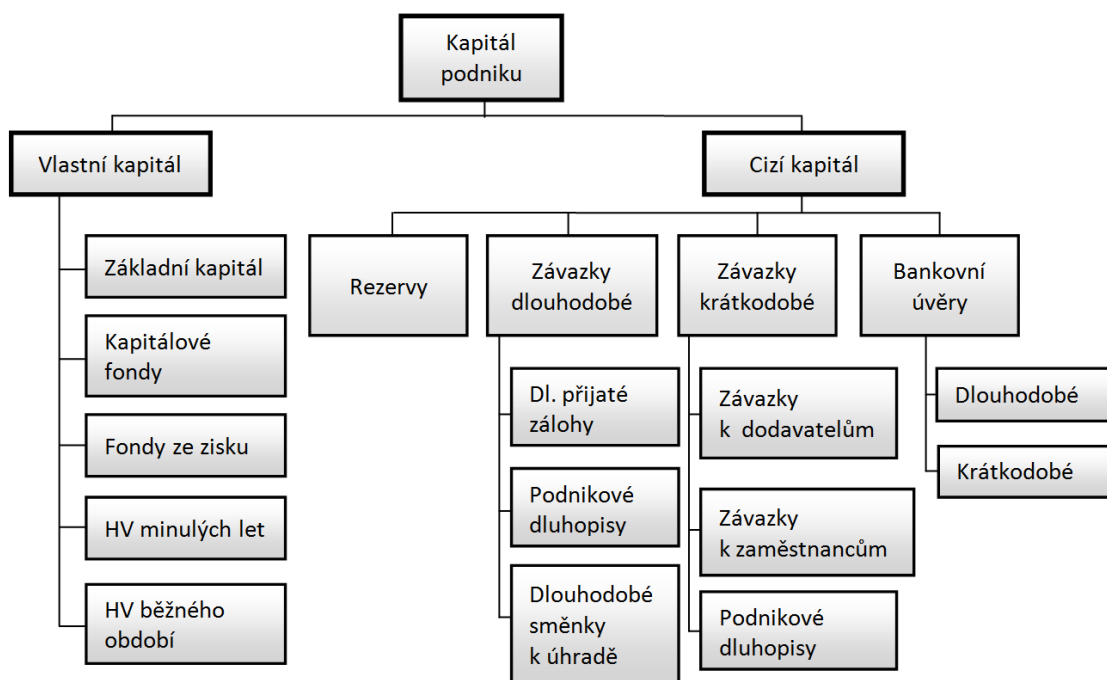 Kapitál
podniku
Vlastní kapitál
Cizí kapitál
Základní kapitál
Kapitálové
fondy
Fondy ze zisku
HV minulých let
HV běžného
období
Rezervy
Závazky
dlouhodobé
Dl. přijaté
zálohy
Podnikové
dluhopisy
Dlouhodobé
směnky
k úhradě
Závazky
krátkodobé
Závazky
k dodavatelům
Závazky
k zaměstnancům
Podnikové
dluhopisy
Bankovní
úvěry
Dlouhodobé
Krátkodobé